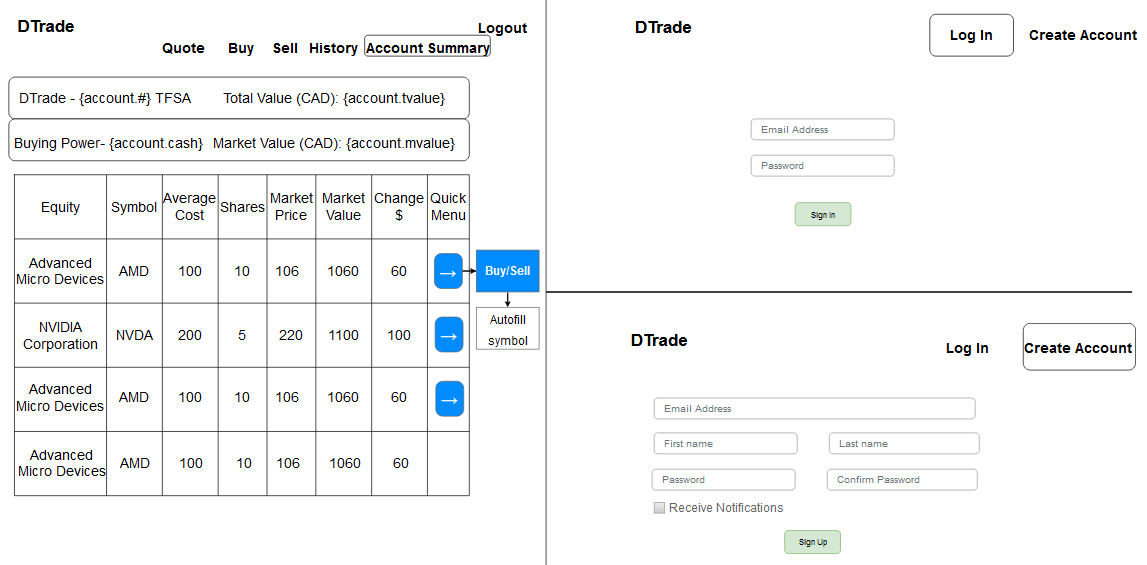 DTrade
Logout
Quote Buy Sell History Account Summary
DTrade - {account.#} TFSA Total Value (CAD): {account.tvalue}
Buying Power- {account.cash} Market Value (CAD): {account.mvalue}
Equity Symbol Average Cost Shares Market Price Market Value Change $ Quick Menu
Advanced Micro Devices AMD 100 10 106 1060 60 → Buy/Sell
Autofill symbol
NVIDIA Corporation NVDA 200 5 220 1100 100 →
Advanced Micro Devices AMD 100 10 106 1060 60 →
Advanced Micro Devices AMD 100 10 106 1060 60
DTrade
Log In Create Account
Email Address
Password
Sign In
DTrade
Log In Create Account
Email Address
First name Last name
Password Confirm Password
Receive Notifications
Sign Up